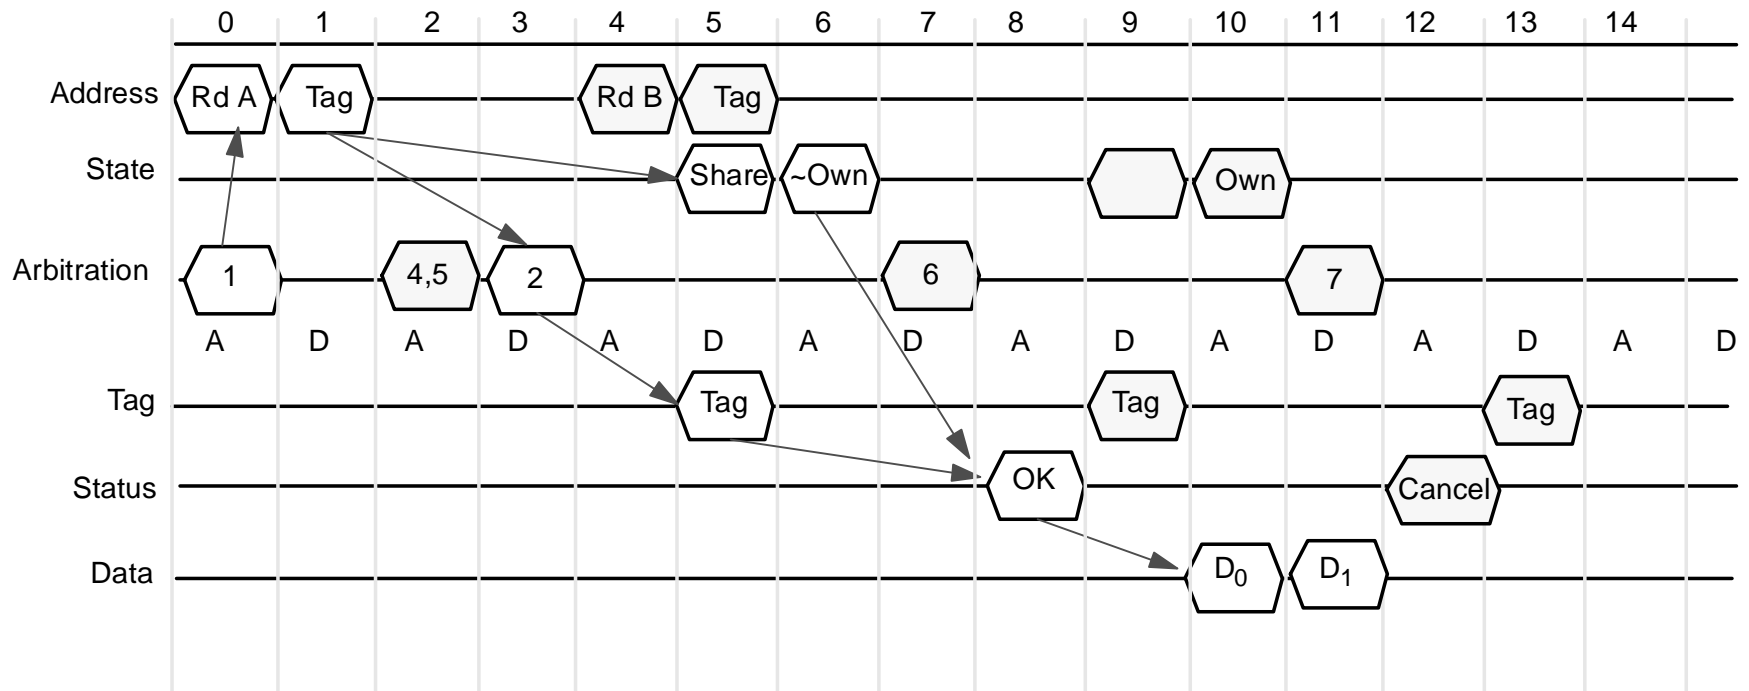 0 1 2 3 4 5 6 7 8 9 10 11 12 13 14
Address Rd A Tag Rd B Tag
State Share ~Own Own
Arbitration 1 4,5 2 6 7
A D A D A D A D A D A D A D A D
Tag Tag Tag Tag
Status OK Cancel
Data D0 D1